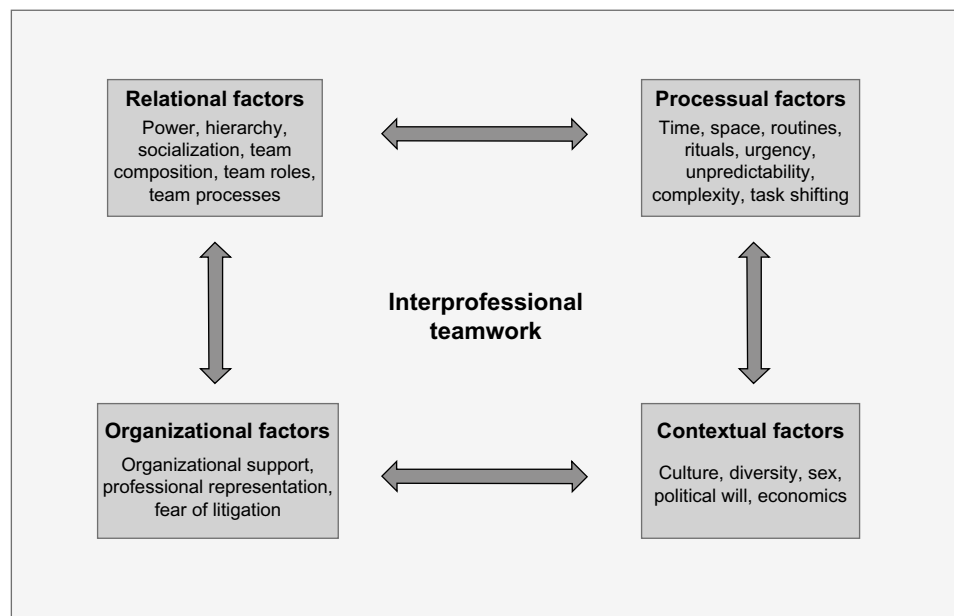 Relational factors
Power, hierarchy,
socialization, team
composition, team roles,
team processes
Processual factors
Time, space, routines,
rituals, urgency,
unpredictability,
complexity, task shifting
Interprofessional
teamwork
Organizational factors
Organizational support,
professional representation,
fear of litigation
Contextual factors
Culture, diversity, sex,
political will, economics